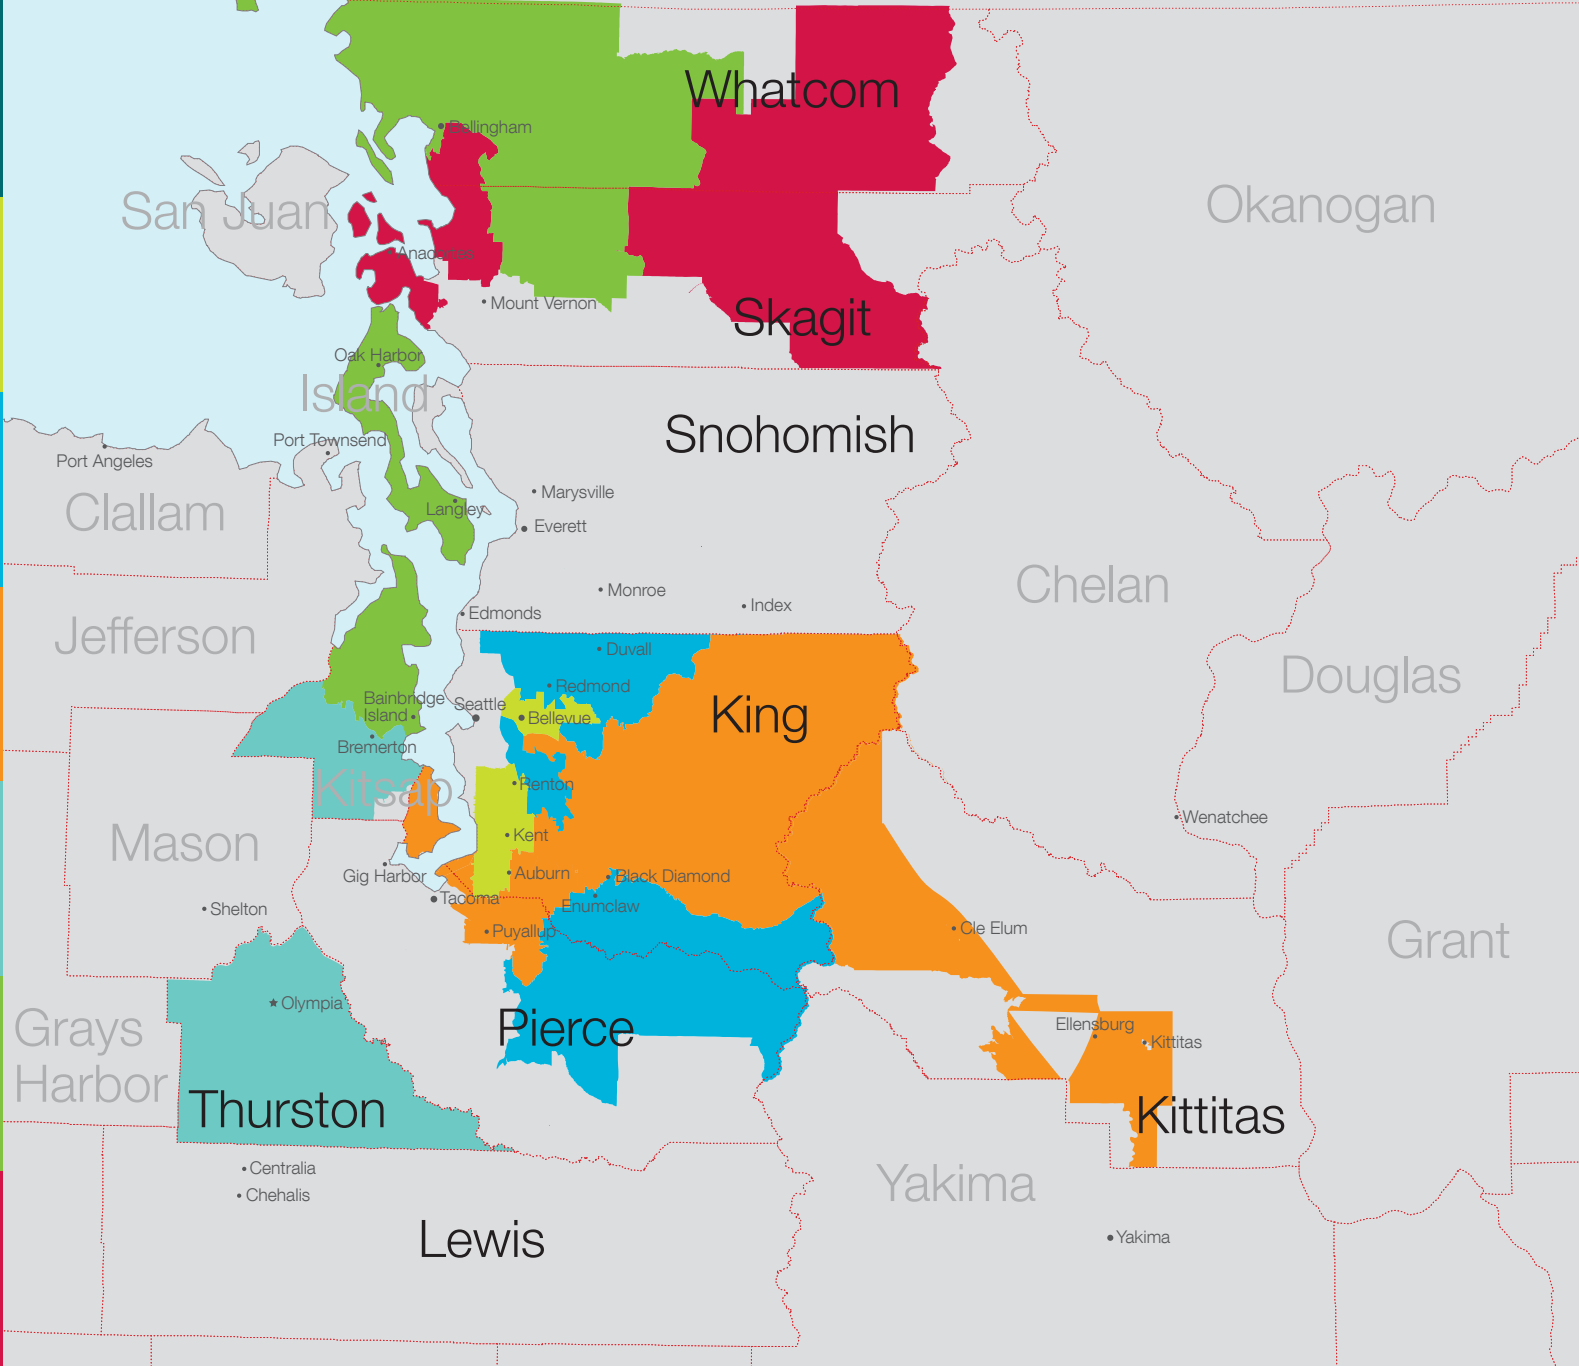 Whatcom
Bellingham
San Juan
Okanogan
Anacortes
Mount Vernon
Skagit
Oak Harbor
Island
Snohomish
Port Townsend
Port Angeles
Marysville
Clallam
Langley
Everett
Chelan
Monroe
Index
Edmonds
Jefferson
Duvall
Douglas
Redmond
Bainbridge
Island
Seattle
King
Bellevue
Bremerton
Kitsap
Renton
Wenatchee
Kent
Mason
Gig Harbor
Auburn
Black Diamond
Tacoma
Enumclaw
Shelton
Puyallup
Cle Elum
Grant
Olympia
Grays
Harbor
Pierce
Ellensburg
Kittitas
Thurston
Kittitas
Centralia
Yakima
Chehalis
Lewis
Yakima